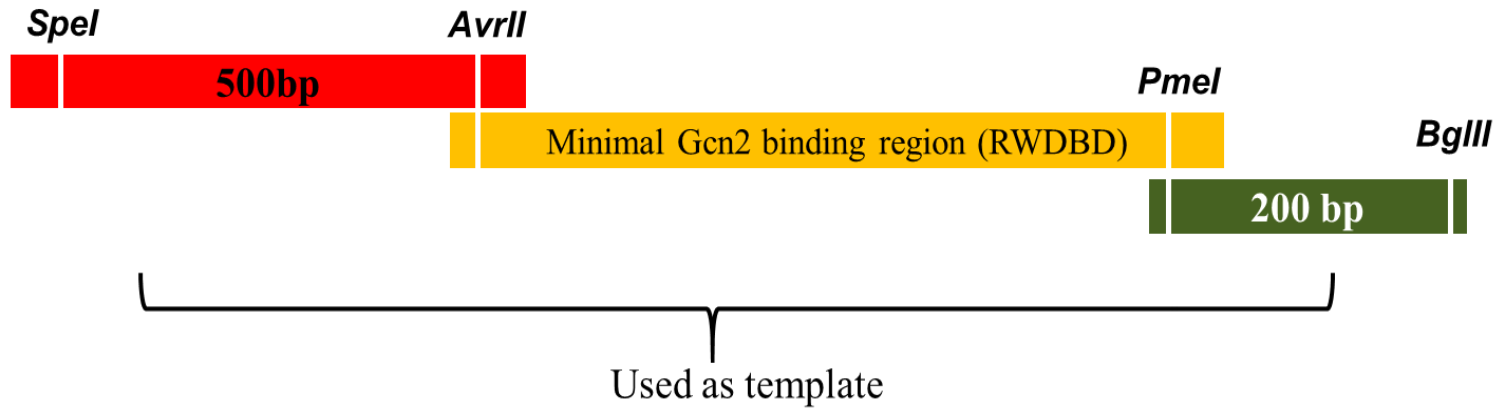 SpeI
AvrII
500bp
PmeI
Minimal Gcn2 binding region (RWDBD)
BglII
200 bp
Used as template